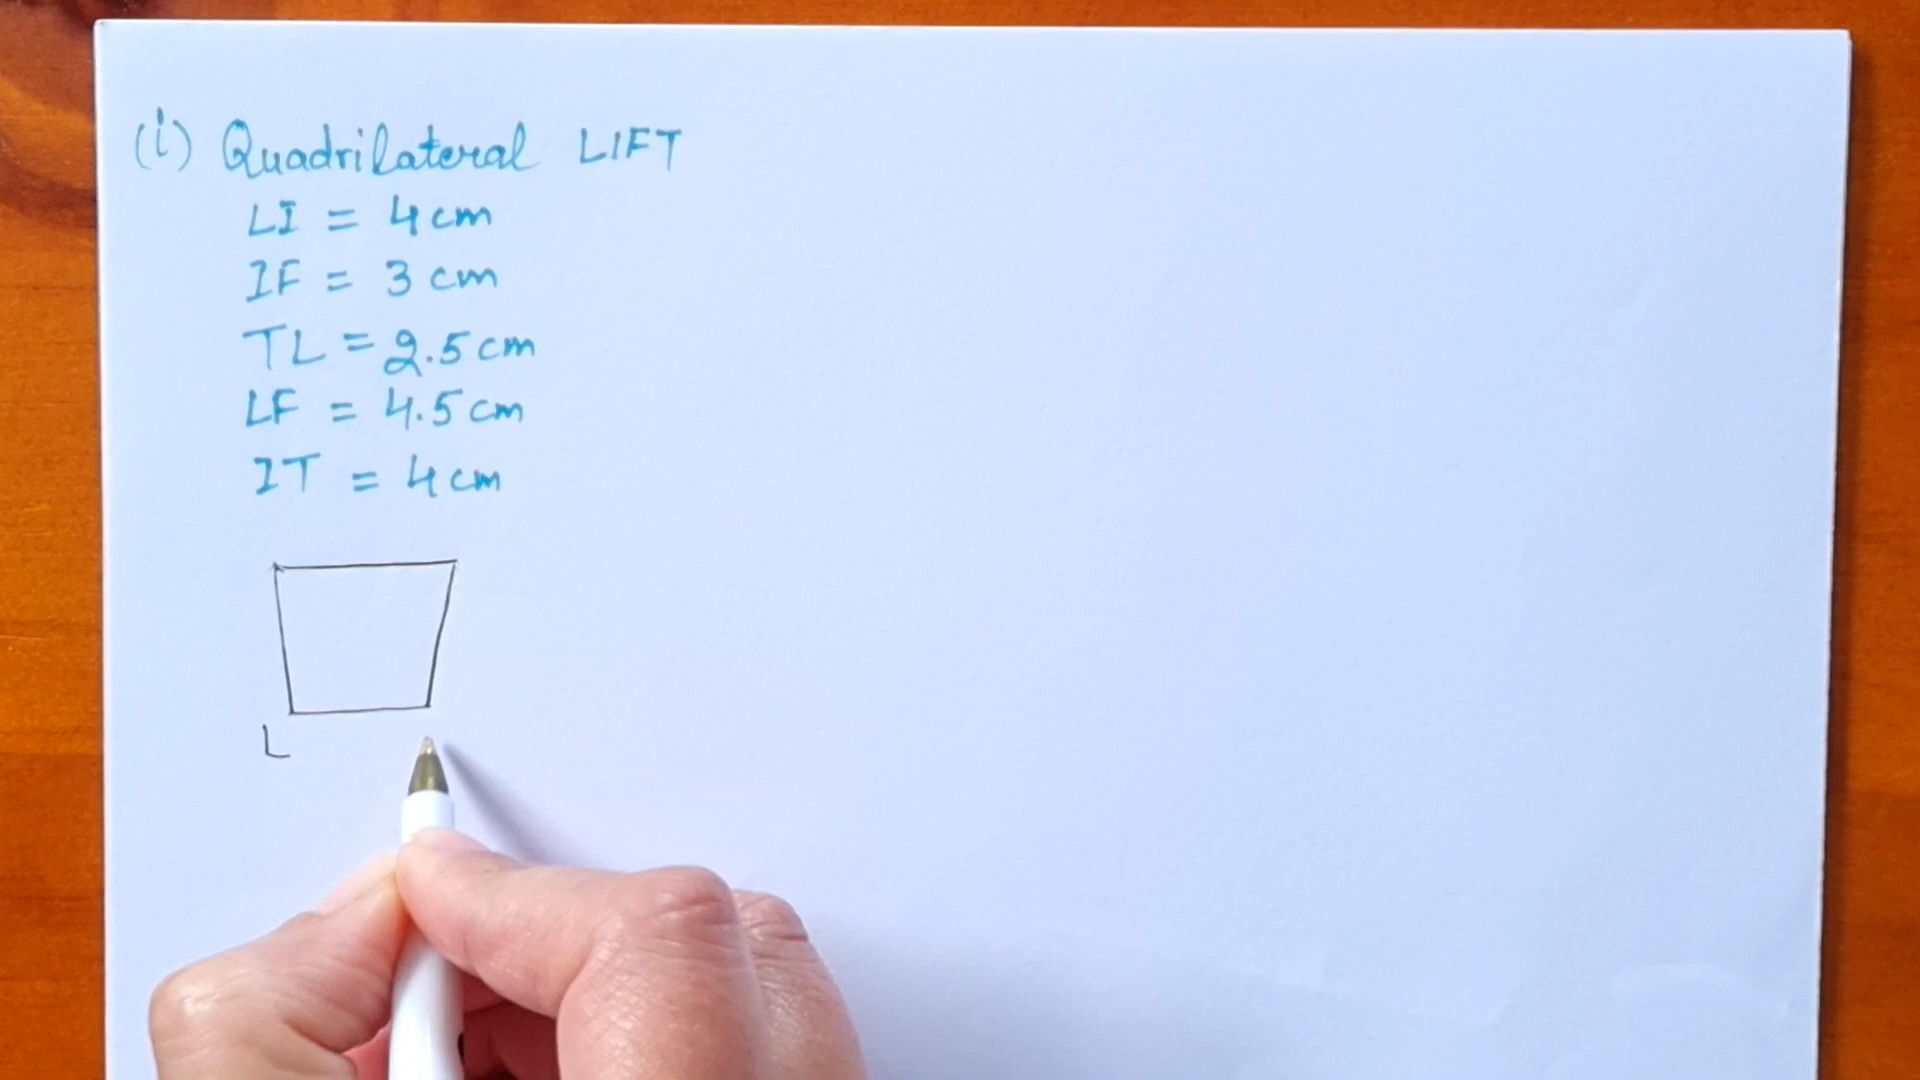 (i) Quadrilateral LIFT
LI = 4 cm
IF = 3 cm
TL = 2.5 cm
LF = 4.5 cm
IT = 4 cm
L